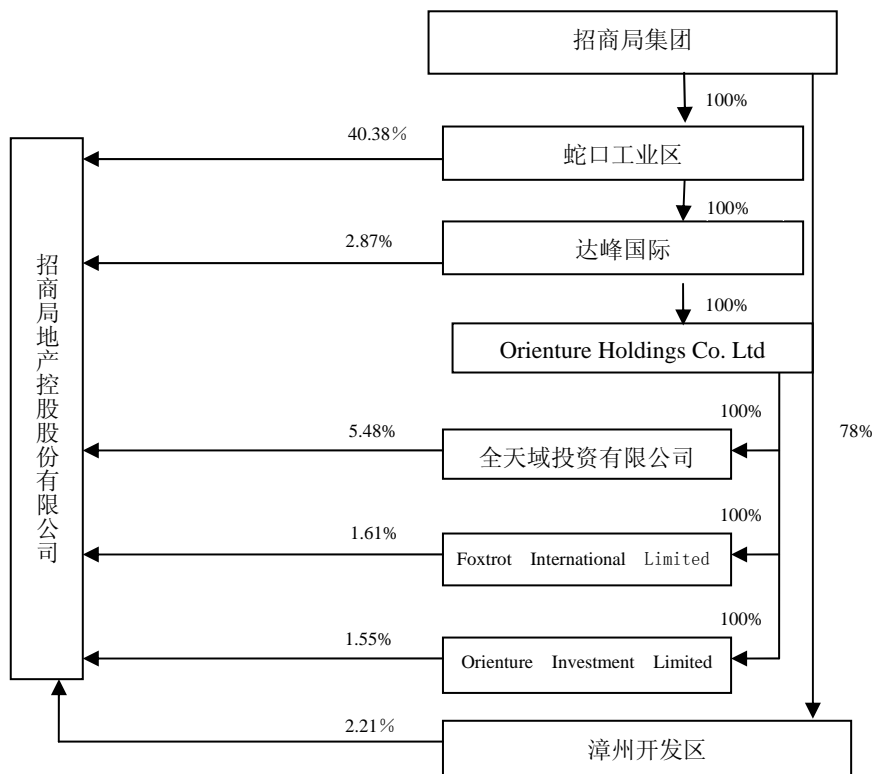 招商局集团
100%
40.38％
蛇口工业区
100%
2.87%
达峰国际
100%
Orienture Holdings Co. Ltd
招商局地产控股股份有限公司
100%
5.48%
78%
全天域投资有限公司
100%
1.61%
Foxtrot International Limited
100%
1.55%
Orienture Investment Limited
2.21％
漳州开发区